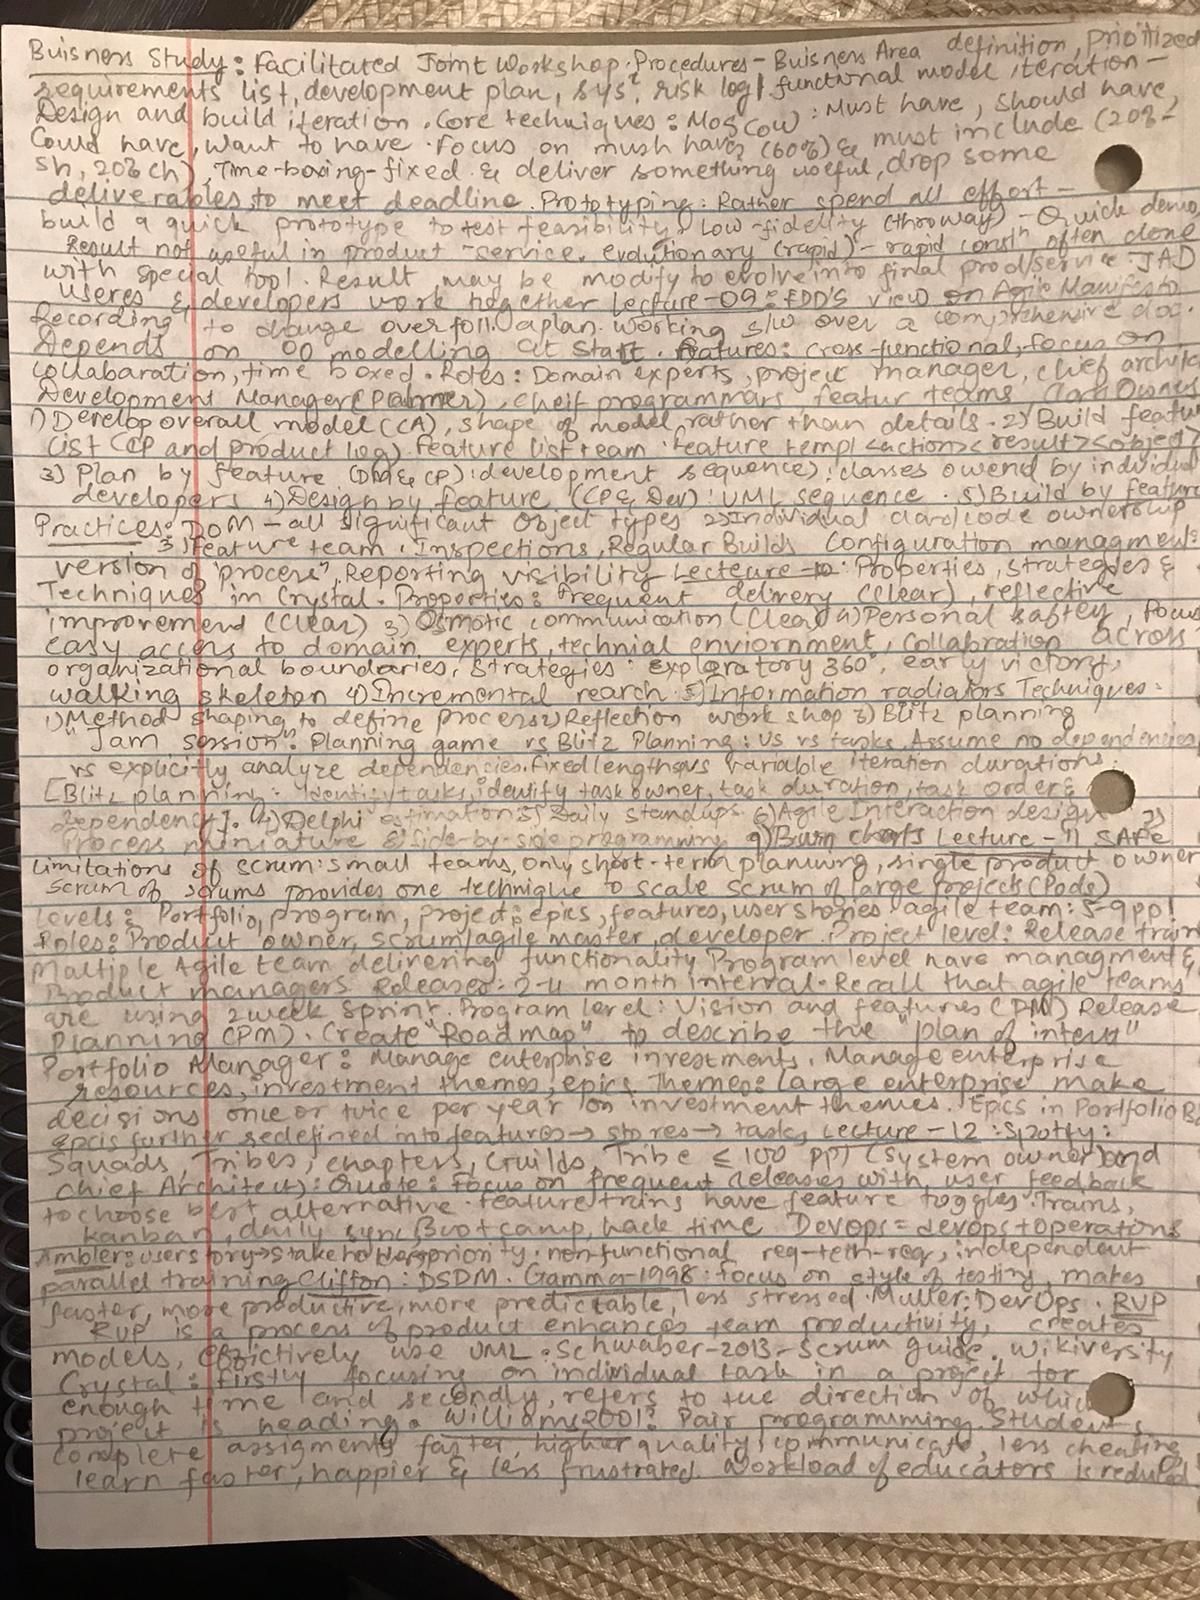 Buisness Study: Facilitated Joint Workshop. Procedures - Buisness Area definition, prioitized
requirements list, development plan, sys, risk log/ functional model iteration -
Design and build iteration. Core techniques: MosCow: Must have, Should have,
Could have, Want to have. Focus on mush have (60%) & must include (20%
sh, 20% ch), Time-boxing - fixed & deliver something useful, drop some
deliverables to meet deadline. Prototyping: Rather spend all effort -
build a quick prototype to test feasibility. Low-fidelity (throway) - Quick demo,
Result not useful in product -service. evolutionary (rapid) - rapid const often done
with special tool. Result may be modify to evolve into final prod/service. JAD
useres & developers work together Lecture-09: FDD's view on Agile Manifesto
to change over foll. a plan. working s/w over a comprehensive doc.
Depends on OO modelling at start. features: cross-functional, focus on
collabaration, time boxed. Roles: Domain experts, project manager, chief archite
Development Manager (Planner), cheif programmars featur teams, Class Owner
1) Develop overall model (CA), shape of model rather than details. 2) Build featu
list (CP and product log). Feature list team. feature templ <action> <result> <object>
3) Plan by feature (DM & CP): development sequence): classes owend by individual
developers 4) Design by feature (CP & Dev): UML sequence. 5) Build by feature
Practices: DOM - all significant Object types 2) Individual class/code ownership
3) Feature team. Inspections, Regular Builds Configuration managment:
version of "process", Reporting visibility Lecteure-10: Properties, strategies &
Techniques in Crystal. Properties: frequent delivery (Clear), reflective
improvement (Clear) 3) Osmotic communication (Clear) 4) Personal saftey, focus
easy access to domain experts, technial enviornment, Collabration across
organizational boundaries, Strategies: exploratory 360°, early victory,
walking skeleton 4) Incremental rearch. 5) Information radiators Techniques:
1) Method shaping to define process 2) Reflection work shop 3) Blitz planning
"Jam session". Planning game vs Blitz Planning: US vs tasks, Assume no dependencies
vs explicitly analyze dependencies. fixed lengths vs variable iteration durations.
[Blitz planning: identify tasks, identify task owner, task duration, task order &
dependency]. 4) Delphi estimation 5) Daily standups. 6) Agile Interaction design 7)
Process miniature 8) Side-by-side programming 9) Burn charts Lecture - 11 SAFe
Limitations of scrum: small teams, only short-term planning, single product owner
Scrum of scrums provides one technique to scale scrum of large projects (Pods)
Levels: Portfolio, program, project: epics, features, user stories. agile team: 5-9 ppl
Roles: Product owner, scrum/agile master, developer. Project level: Release train
Multiple Agile team delivering functionality Program level have managment &
Product managers Releases: 2-4 month interval. Recall that agile teams
are using 2 week sprint. Program level: Vision and features (PM) Release
Planning (PM). Create "Roadmap" to describe the "plan of intent"
Portfolio Manager: Manage enterprise investments. Manage enterprise
resources, investment themes, epics Themes: large enterprise make
decisions one or twice per year on investment themes. Epics in Portfolio Ba
epcis further redefined into features → stores → tasks, Lecture - 12: Spotfy:
Squads, Tribes, chapters, Guilds, Tribe ≤ 100 ppl (System owner) and
chief Architect): Quote: Focus on frequent releases with, user feedback
to choose best alternative. feature trains have feature toggles. Trains,
kanban, daily sync, Bootcamp, hack time Devops = devops + operations
Ambler: user story → stakeholders priority. non-functional req-tech-req, independent
parallel training Clifton: DSDM. Gamma-1998: focus on style of testing, makes
faster, more productive, more predictable, less stressed. Muller: DevOps. RUP
RUP is a process of product enhances team productivity, creates
models, effictively use UML. Schwaber-2013-Scrum guide. wikiversity
Crystal: firstly focusing on individual task in a project for
enough time and secondly, refers to the direction of which
project is heading. Williams 2001: Pair programming. Students
complete assigments faster, higher quality, communicate, less cheating,
learn faster, happier & less frustrated. Workload of educators is reduced